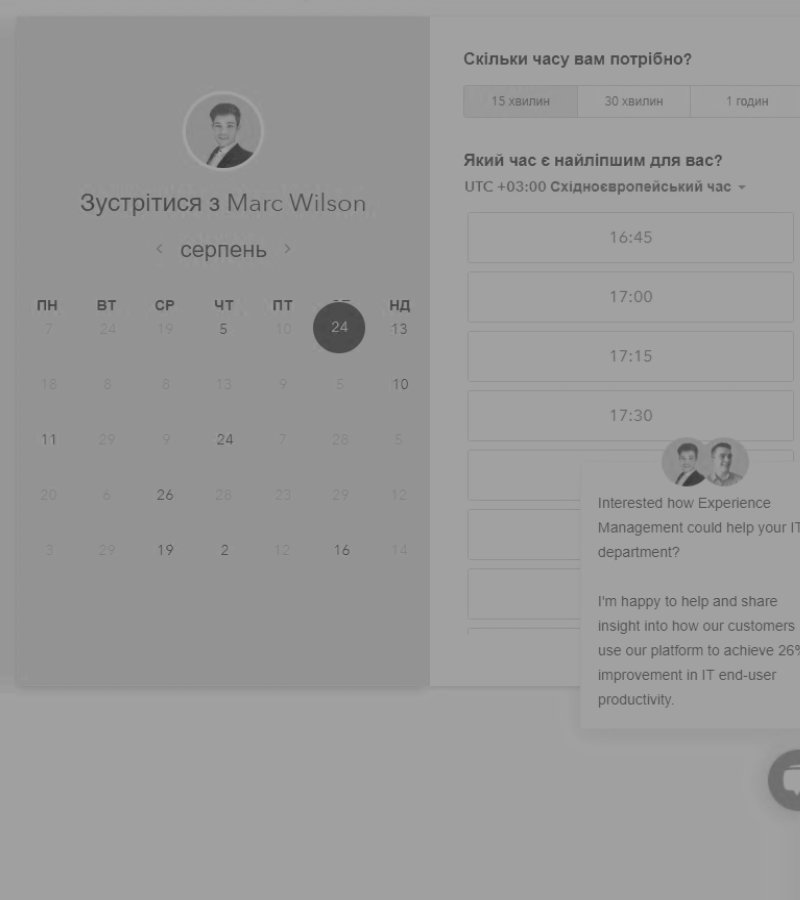 Зустрітися з Marc Wilson
серпень
ПН ВТ СР ЧТ ПТ НД
7 24 19 5 10 24 13
18 8 8 13 9 5 10
11 29 9 24 7 28 5
20 6 26 28 23 29 12
3 29 19 2 12 16 14
Скільки часу вам потрібно?
15 хвилин 30 хвилин 1 годин
Який час є найліпшим для вас?
UTC +03:00 Східноєвропейський час
16:45
17:00
17:15
17:30
Interested how Experience
Management could help your IT
department?
I'm happy to help and share
insight into how our customers
use our platform to achieve 26%
improvement in IT end-user
productivity.